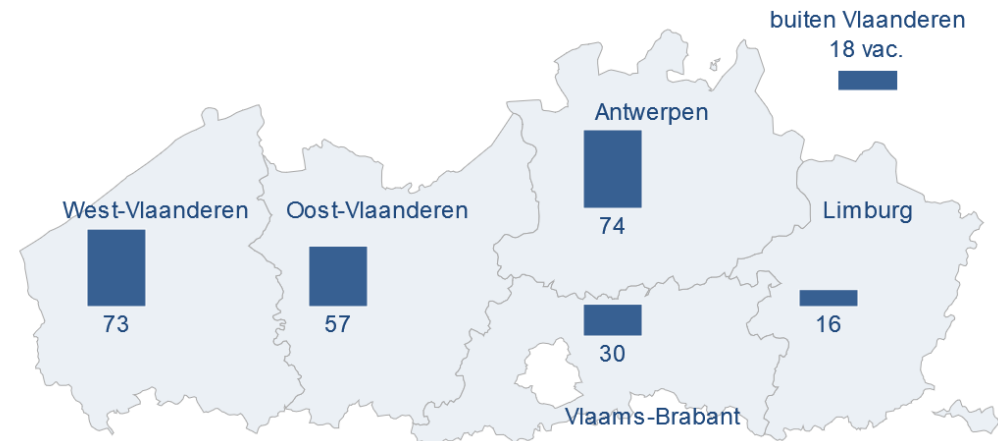 buiten Vlaanderen
18 vac.
Antwerpen
74
West-Vlaanderen
73
Oost-Vlaanderen
57
Limburg
16
30
Vlaams-Brabant